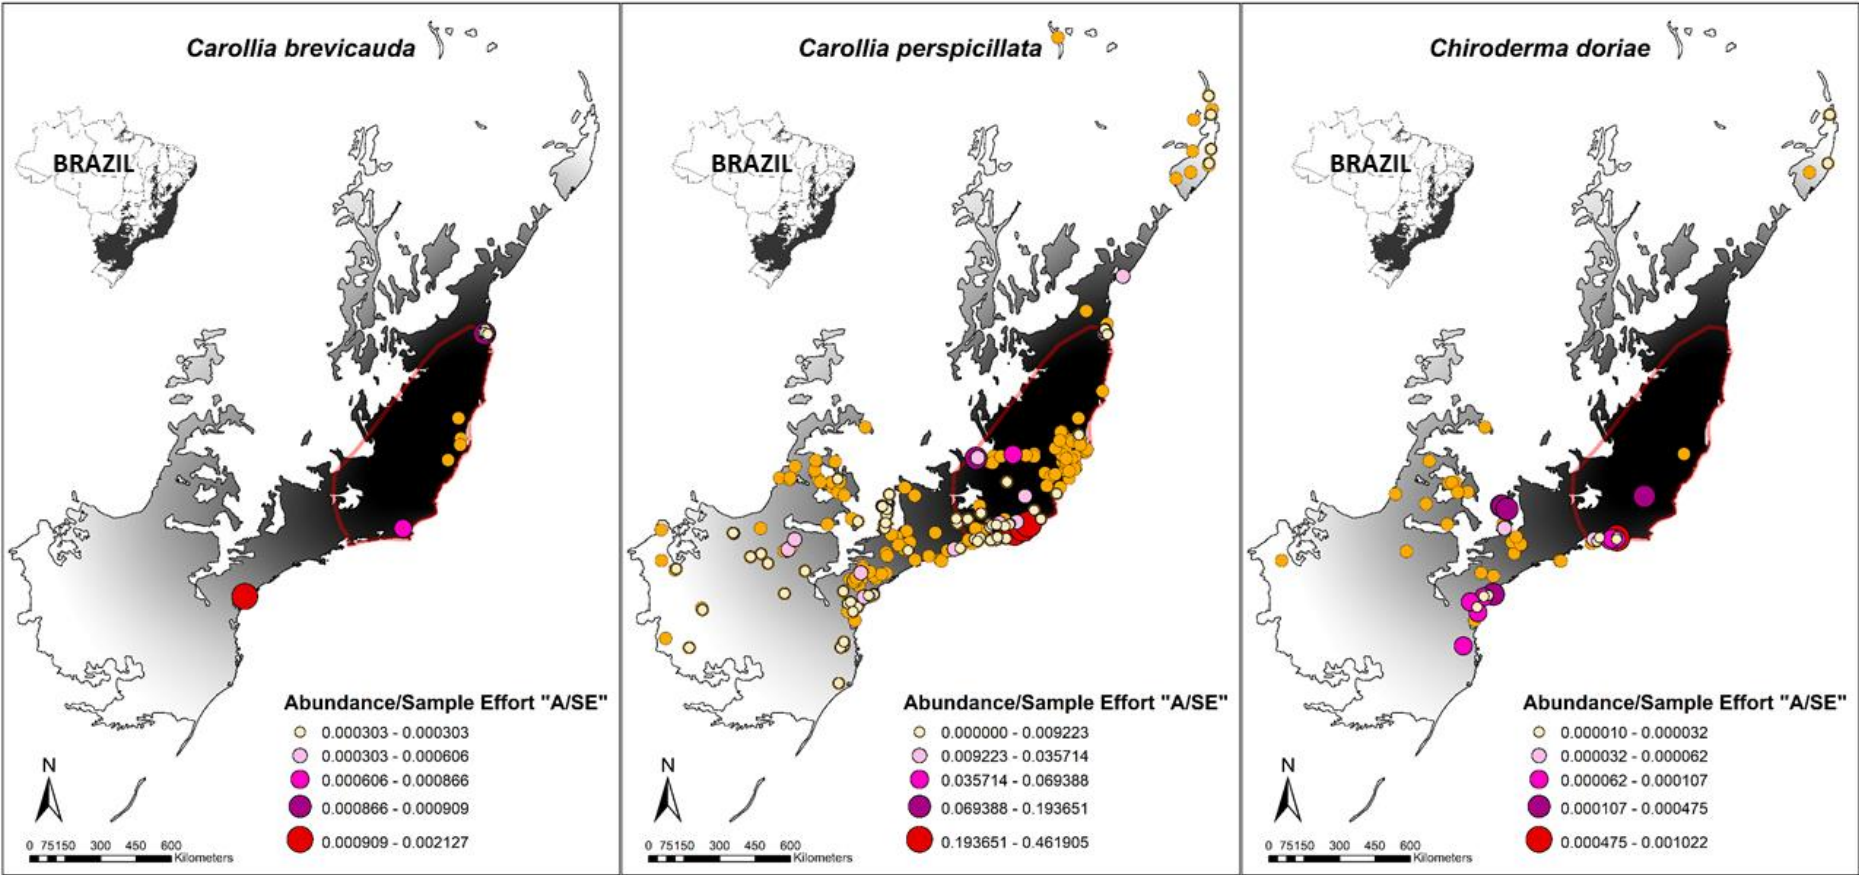 Carollia brevicauda
BRAZIL
Abundance/Sample Effort "A/SE"
0.000303 - 0.000303
0.000303 - 0.000606
0.000606 - 0.000866
0.000866 - 0.000909
0.000909 - 0.002127
N
0 75150 300 450 600
Kilometers
Carollia perspicillata
BRAZIL
Abundance/Sample Effort "A/SE"
0.000000 - 0.009223
0.009223 - 0.035714
0.035714 - 0.069388
0.069388 - 0.193651
0.193651 - 0.461905
N
0 75150 300 450 600
Kilometers
Chiroderma doriae
BRAZIL
Abundance/Sample Effort "A/SE"
0.000010 - 0.000032
0.000032 - 0.000062
0.000062 - 0.000107
0.000107 - 0.000475
0.000475 - 0.001022
N
0 75150 300 450 600
Kilometers